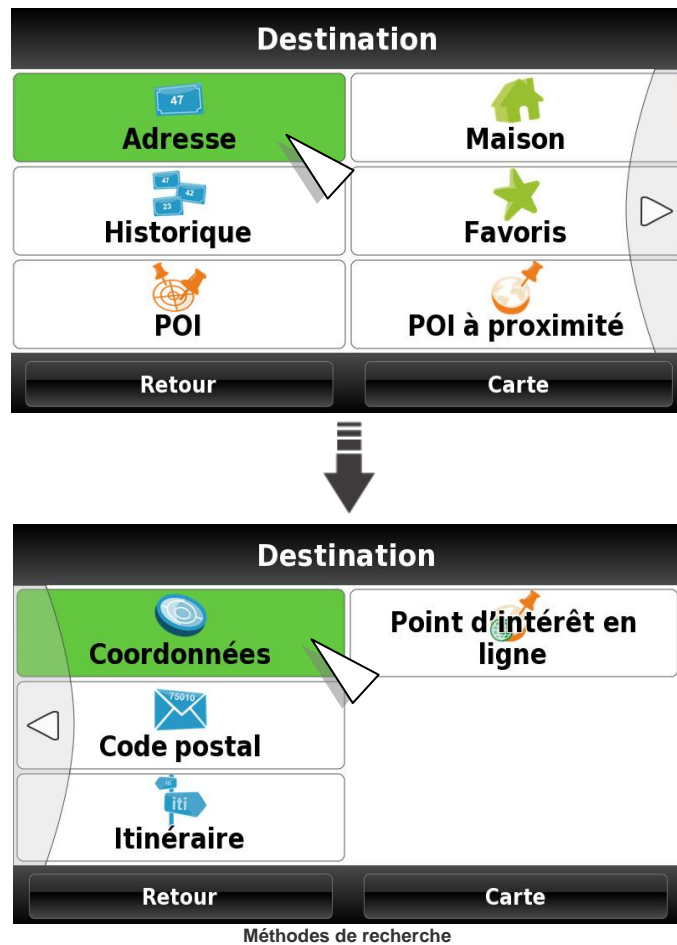 Destination
47
Adresse
Maison
47
42
23
Historique
Favoris
POI
POI à proximité
Retour
Carte
Destination
Coordonnées
Point d'intérêt en
ligne
75010
Code postal
iti
iti
Itinéraire
Retour
Carte
Méthodes de recherche